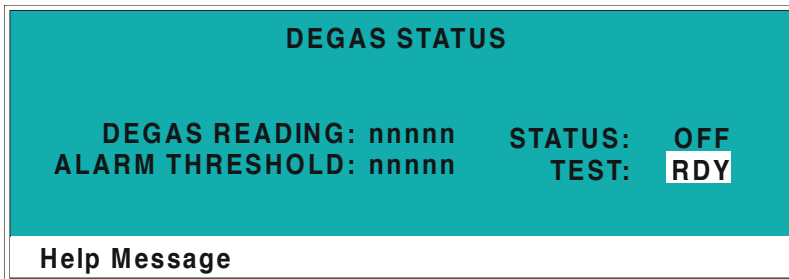 DEGAS STATUS
DEGAS READING: nnnnn STATUS: OFF
ALARM THRESHOLD: nnnnn TEST: RDY
Help Message